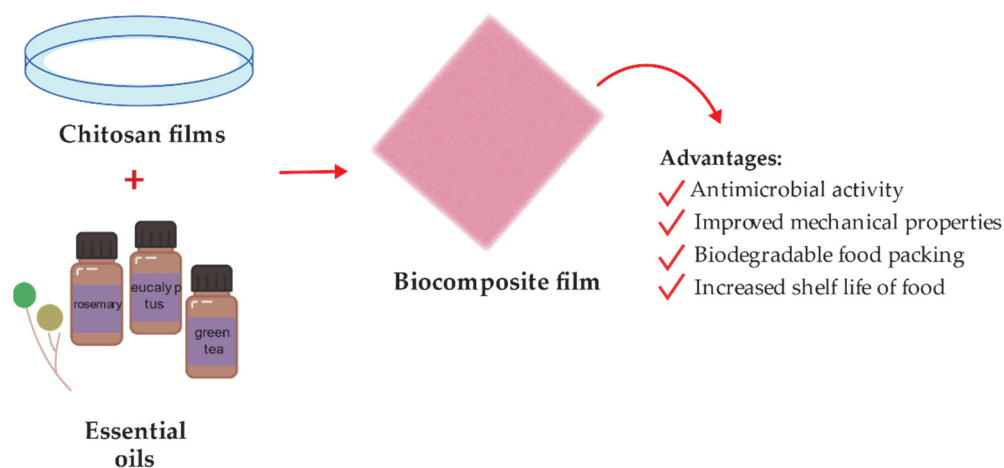 Chitosan films
+
rosemary
eucalyp
tus
green
tea
Essential
oils
Biocomposite film
Advantages:
Antimicrobial activity
Improved mechanical properties
Biodegradable food packing
Increased shelf life of food